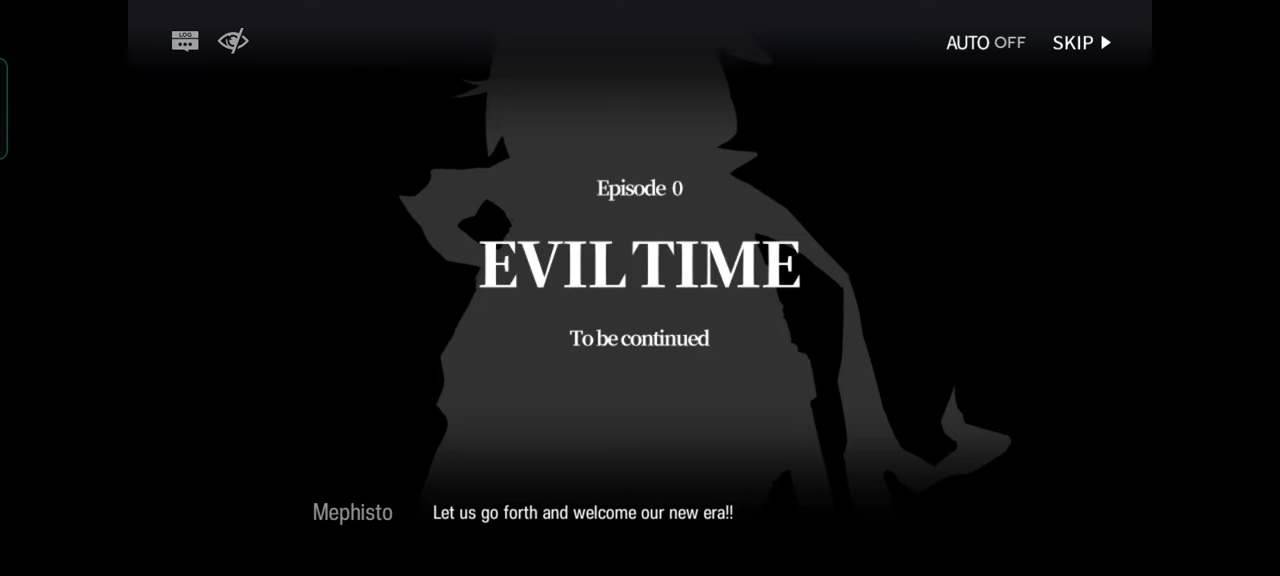 LOG
AUTO OFF SKIP
Episode 0
EVIL TIME
To be continued
Mephisto Let us go forth and welcome our new era!!